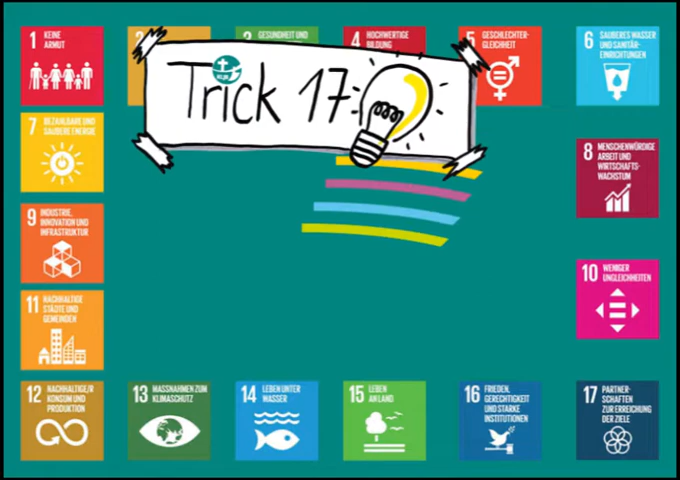 1 KEINE
ARMUT
2
3 GESUNDHEIT UND
4 HOCHWERTIGE
BILDUNG
5 GESCHLECHTER-
GLEICHHEIT
6 SAUBERES WASSER
UND SANITÄR-
EINRICHTUNGEN
Trick 17
7 BEZAHLBARE UND
SAUBERE ENERGIE
8 MENSCHENWÜRDIGE
ARBEIT UND
WIRTSCHAFTS-
WACHSTUM
9 INDUSTRIE,
INNOVATION UND
INFRASTRUKTUR
10 WENIGER
UNGLEICHHEITEN
11 NACHHALTIGE
STÄDTE UND
GEMEINDEN
12 NACHHALTIGE/R
KONSUM UND
PRODUKTION
13 MASSNAHMEN ZUM
KLIMASCHUTZ
14 LEBEN UNTER
WASSER
15 LEBEN
AN LAND
16 FRIEDEN,
GERECHTIGKEIT
UND STARKE
INSTITUTIONEN
17 PARTNER-
SCHAFTEN
ZUR ERREICHUNG
DER ZIELE